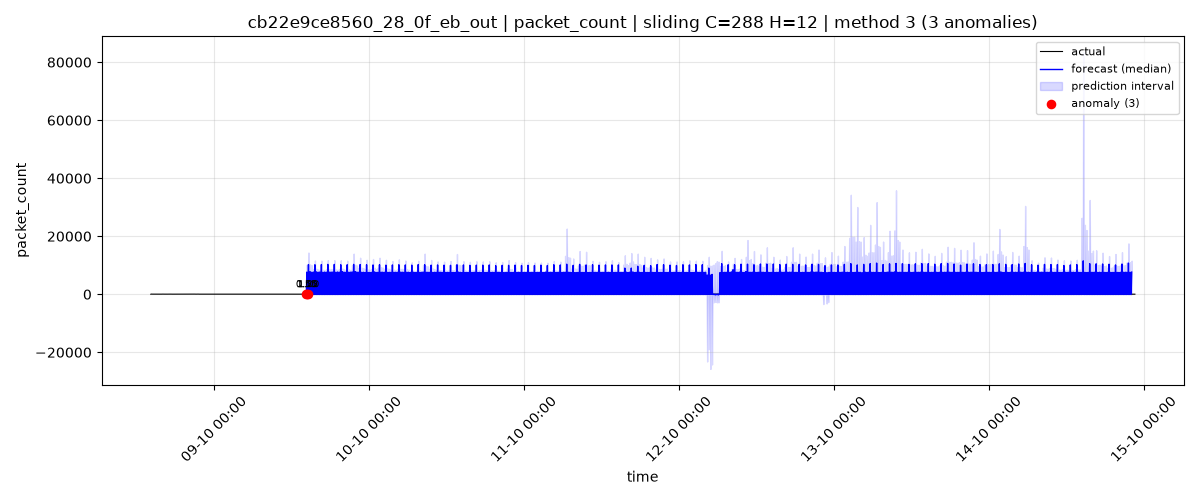 cb22e9ce8560_28_0f_eb_out | packet_count | sliding C=288 H=12 | method 3 (3 anomalies)
actual
forecast (median)
prediction interval
anomaly (3)
80000
60000
40000
20000
0
−20000
packet_count
09-10 00:00
10-10 00:00
11-10 00:00
12-10 00:00
13-10 00:00
14-10 00:00
15-10 00:00
time